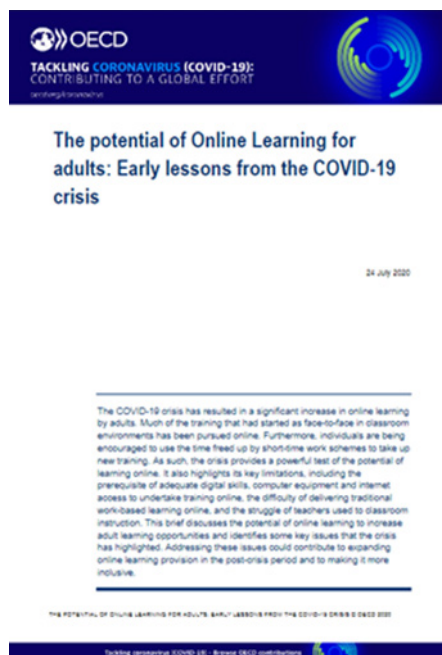 OECD
TACKLING CORONAVIRUS (COVID-19):
CONTRIBUTING TO A GLOBAL EFFORT
oecd.org/coronavirus
The potential of Online Learning for
adults: Early lessons from the COVID-19
crisis
24 July 2020
The COVID-19 crisis has resulted in a significant increase in online learning
by adults. Much of the training that had started as face-to-face in classroom
environments has been pursued online. Furthermore, individuals are being
encouraged to use the time freed up by short-time work schemes to take up
new training. As such, the crisis provides a powerful test of the potential of
learning online. It also highlights its key limitations, including the
prerequisite of adequate digital skills, computer equipment and internet
access to undertake training online, the difficulty of delivering traditional
work-based learning online, and the struggle of teachers used to classroom
instruction. This brief discusses the potential of online learning to increase
adult learning opportunities and identifies some key issues that the crisis
has highlighted. Addressing these issues could contribute to expanding
online learning provision in the post-crisis period and to making it more
inclusive.
THE POTENTIAL OF ONLINE LEARNING FOR ADULTS: EARLY LESSONS FROM THE COVID-19 CRISIS © OECD 2020
Tackling coronavirus (COVID-19) - Browse OECD contributions